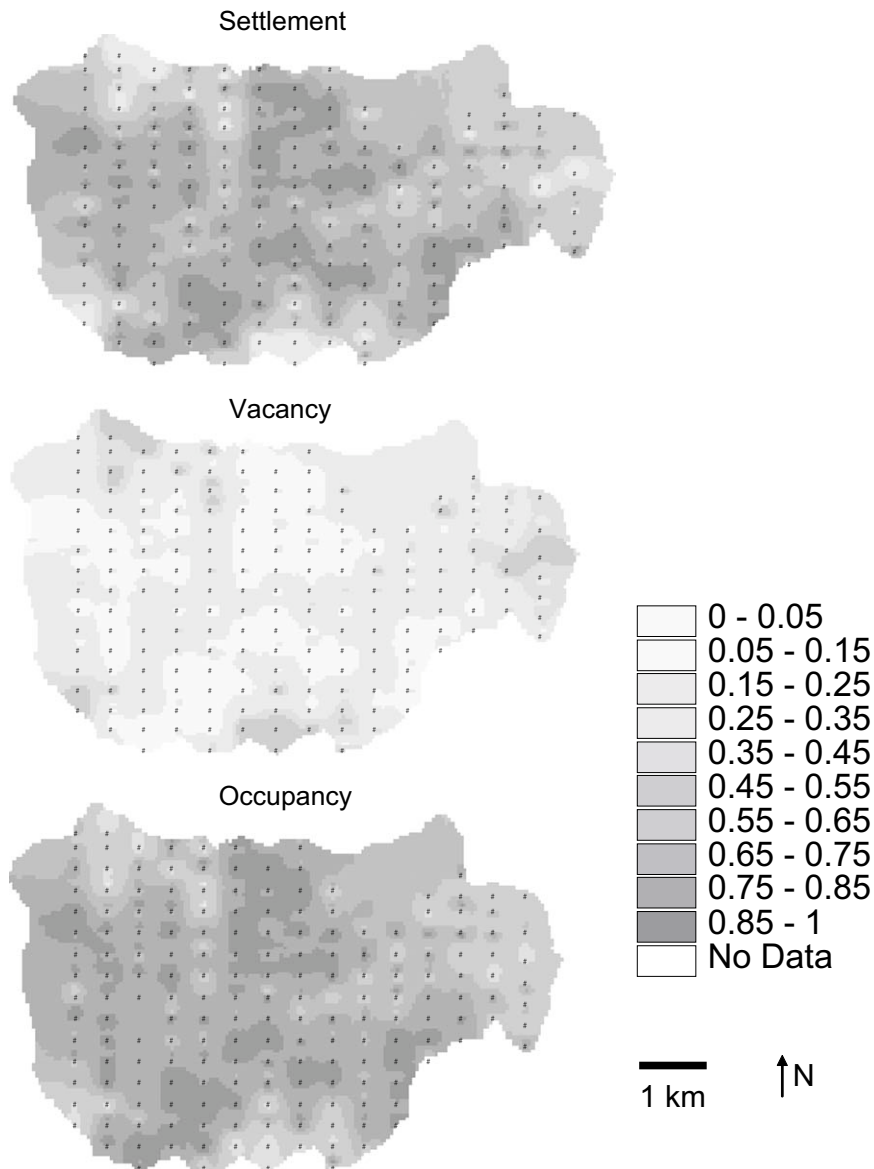 Settlement
Vacancy
Occupancy
0 - 0.05
0.05 - 0.15
0.15 - 0.25
0.25 - 0.35
0.35 - 0.45
0.45 - 0.55
0.55 - 0.65
0.65 - 0.75
0.75 - 0.85
0.85 - 1
No Data
1 km
N